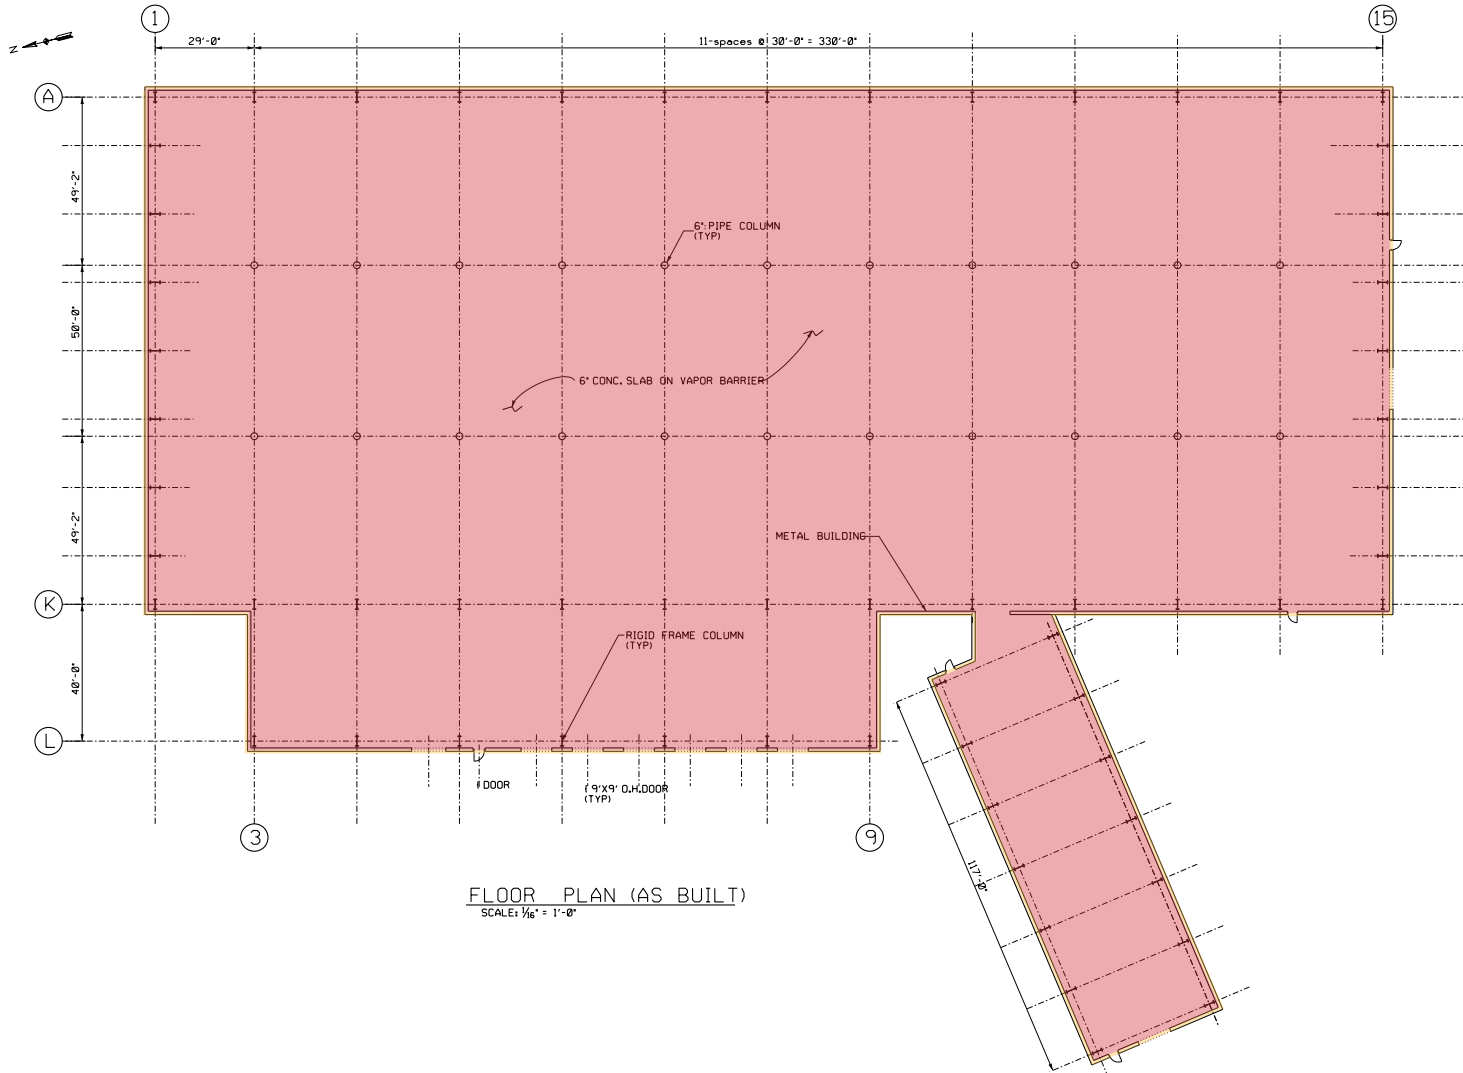 1
15
N
29'-0"
11-spaces @ 30'-0" = 330'-0"
A
49'-2"
6" PIPE COLUMN
(TYP)
50'-0"
6" CONC. SLAB ON VAPOR BARRIER
49'-2"
METAL BUILDING
K
RIGID FRAME COLUMN
(TYP)
40'-0"
L
DOOR
9'X9' O.H.DOOR
(TYP)
3
9
117'-0"
FLOOR PLAN (AS BUILT)
SCALE: 1/16" = 1'-0"